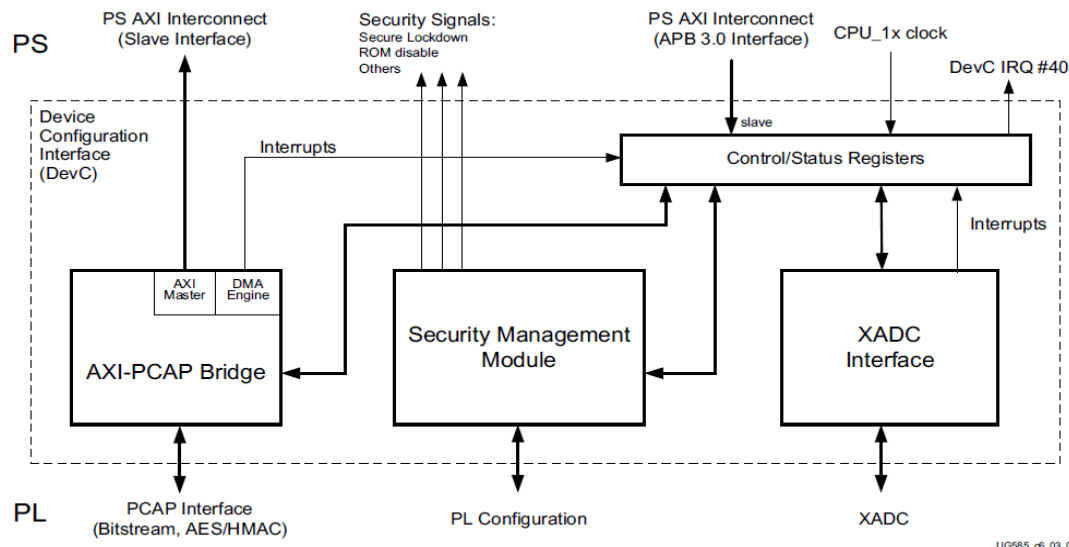 PS
PS AXI Interconnect
(Slave Interface)
Security Signals:
Secure Lockdown
ROM disable
Others
PS AXI Interconnect
(APB 3.0 Interface)
CPU_1x clock
DevC IRQ #40
Device
Configuration
Interface
(DevC)
Interrupts
slave
Control/Status Registers
Interrupts
AXI
Master
DMA
Engine
AXI-PCAP Bridge
Security Management
Module
XADC
Interface
PL
PCAP Interface
(Bitstream, AES/HMAC)
PL Configuration
XADC